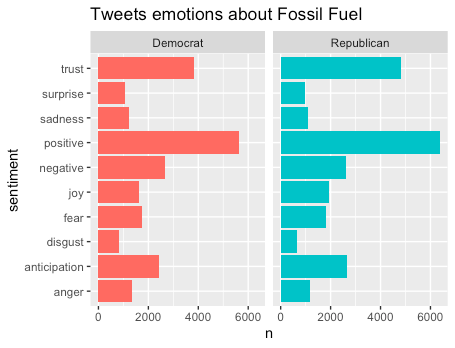 Tweets emotions about Fossil Fuel
Democrat
Republican
sentiment
trust
surprise
sadness
positive
negative
joy
fear
disgust
anticipation
anger
0 2000 4000 6000
0 2000 4000 6000
n